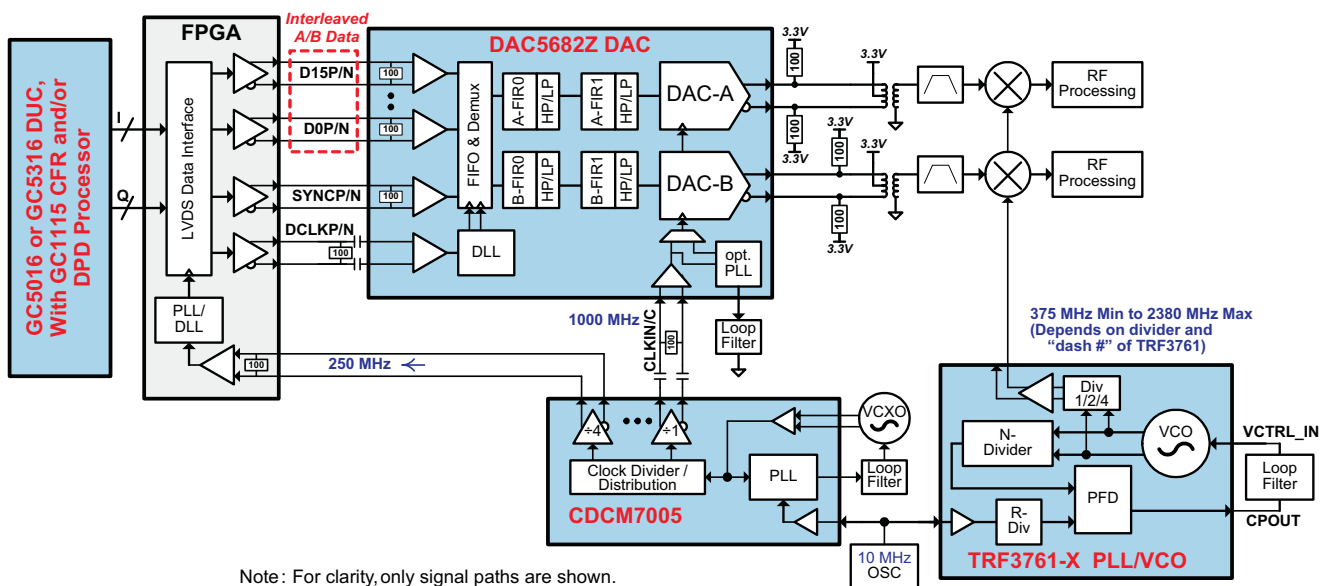 GC5016 or GC5316 DUC,
With GC1115 CFR and/or
DPD Processor
I
Q
FPGA
LVDS Data Interface
PLL/
DLL
100
Interleaved
A/B Data
D15P/N
D0P/N
SYNCP/N
DCLKP/N
100
DAC5682Z DAC
100
100
100
FIFO & Demux
DLL
A-FIR0
HP/LP
A-FIR1
HP/LP
B-FIR0
HP/LP
B-FIR1
HP/LP
DAC-A
DAC-B
opt.
PLL
Loop
Filter
3.3V
100
3.3V
100
3.3V
3.3V
100
3.3V
100
3.3V
RF
Processing
RF
Processing
1000 MHz
CLKIN/C
100
250 MHz
÷4
÷1
Clock Divider /
Distribution
PLL
VCXO
Loop
Filter
CDCM7005
10 MHz
OSC
375 MHz Min to 2380 MHz Max
(Depends on divider and
“dash #” of TRF3761)
Div
1/2/4
N-
Divider
VCO
PFD
R-
Div
VCTRL_IN
Loop
Filter
CPOUT
TRF3761-X PLL/VCO
Note: For clarity, only signal paths are shown.